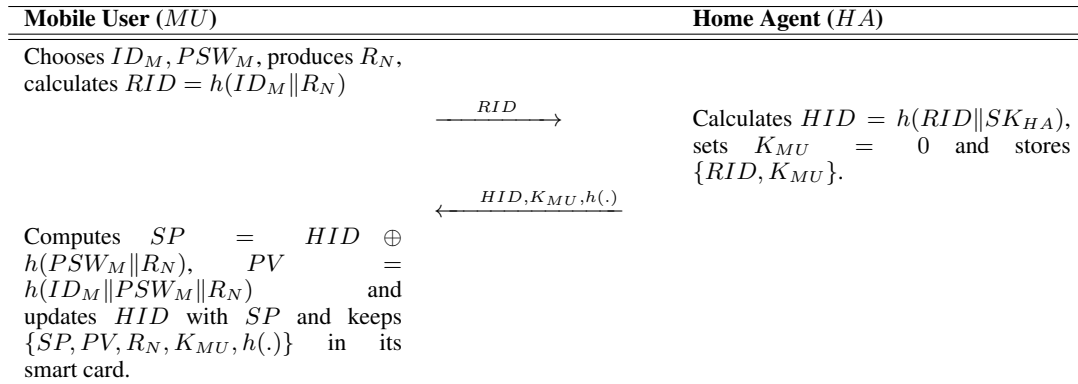 Mobile User (MU)
Home Agent (HA)
Chooses ID_M, PSW_M, produces R_N,
calculates RID = h(ID_M‖R_N)
RID
Calculates HID = h(RID‖SK_HA),
sets K_MU = 0 and stores
{RID, K_MU}.
HID,K_MU,h(.)
Computes SP = HID ⊕
h(PSW_M‖R_N), PV =
h(ID_M‖PSW_M‖R_N) and
updates HID with SP and keeps
{SP, PV, R_N, K_MU, h(.)} in its
smart card.